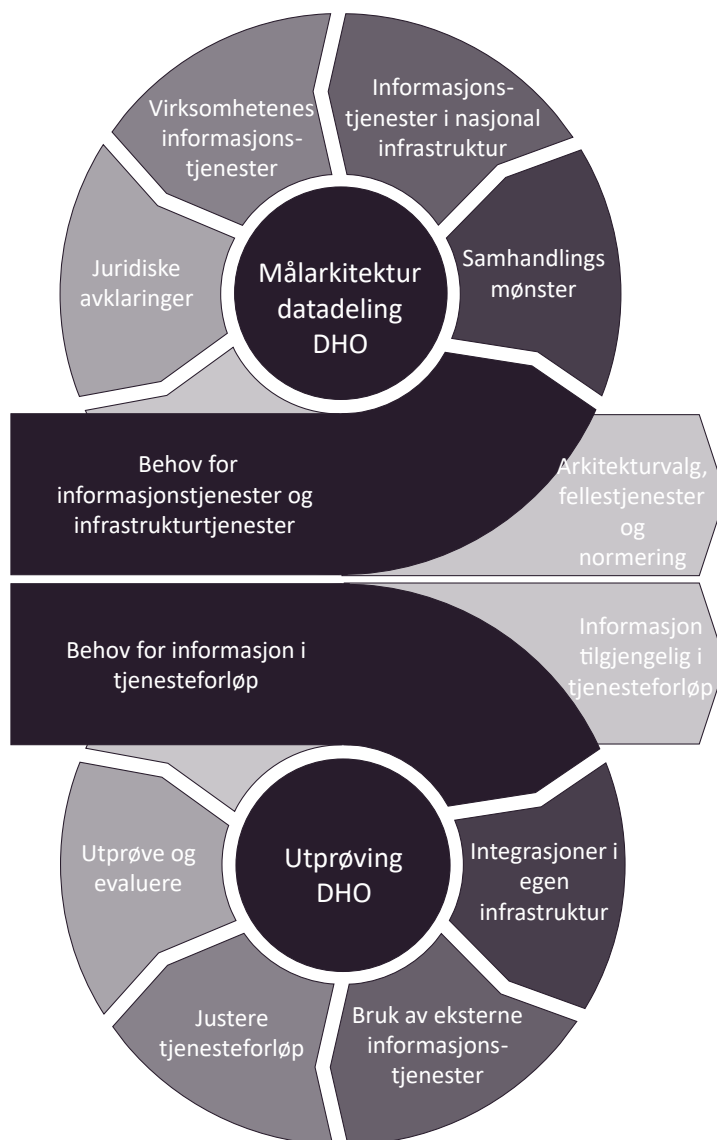 Virksomhetenes
informasjons-
tjenester
Informasjons-
tjenester i nasjonal
infrastruktur
Juridiske
avklaringer
Målarkitektur
datadeling
DHO
Samhandlings
mønster
Behov for
informasjonstjenester og
infrastrukturtjenester
Arkitekturvalg,
fellestjenester
og
normering
Behov for informasjon i
tjenesteforløp
Informasjon
tilgjengelig i
tjenesteforløp
Utprøve og
evaluere
Utprøving
DHO
Integrasjoner i
egen
infrastruktur
Justere
tjenesteforløp
Bruk av eksterne
informasjons-
tjenester